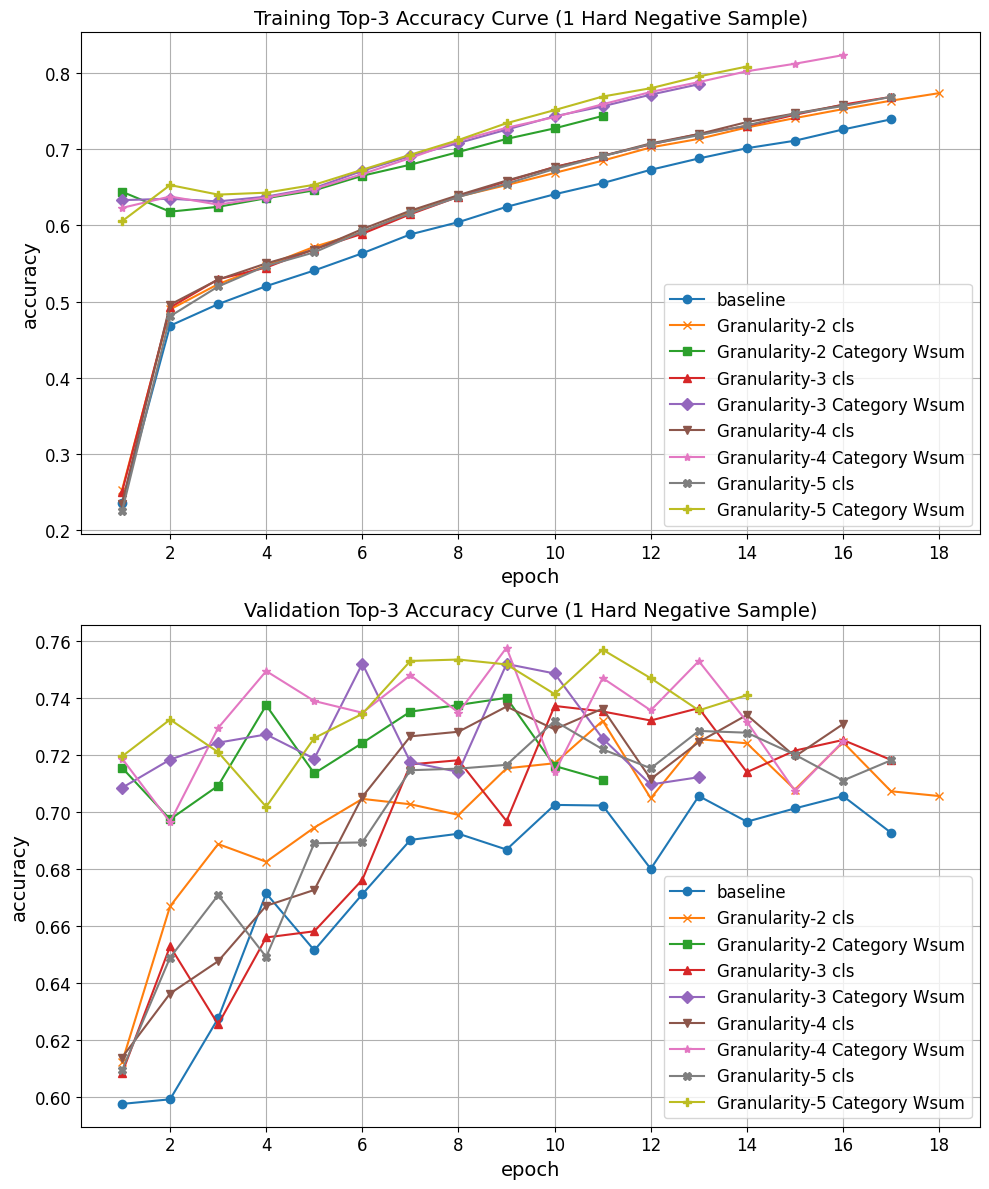 Training Top-3 Accuracy Curve (1 Hard Negative Sample)
0.8
0.7
0.6
0.5
0.4
0.3
0.2
accuracy
2 4 6 8 10 12 14 16 18
epoch
baseline
Granularity-2 cls
Granularity-2 Category Wsum
Granularity-3 cls
Granularity-3 Category Wsum
Granularity-4 cls
Granularity-4 Category Wsum
Granularity-5 cls
Granularity-5 Category Wsum
Validation Top-3 Accuracy Curve (1 Hard Negative Sample)
0.76
0.74
0.72
0.70
0.68
0.66
0.64
0.62
0.60
accuracy
2 4 6 8 10 12 14 16 18
epoch
baseline
Granularity-2 cls
Granularity-2 Category Wsum
Granularity-3 cls
Granularity-3 Category Wsum
Granularity-4 cls
Granularity-4 Category Wsum
Granularity-5 cls
Granularity-5 Category Wsum